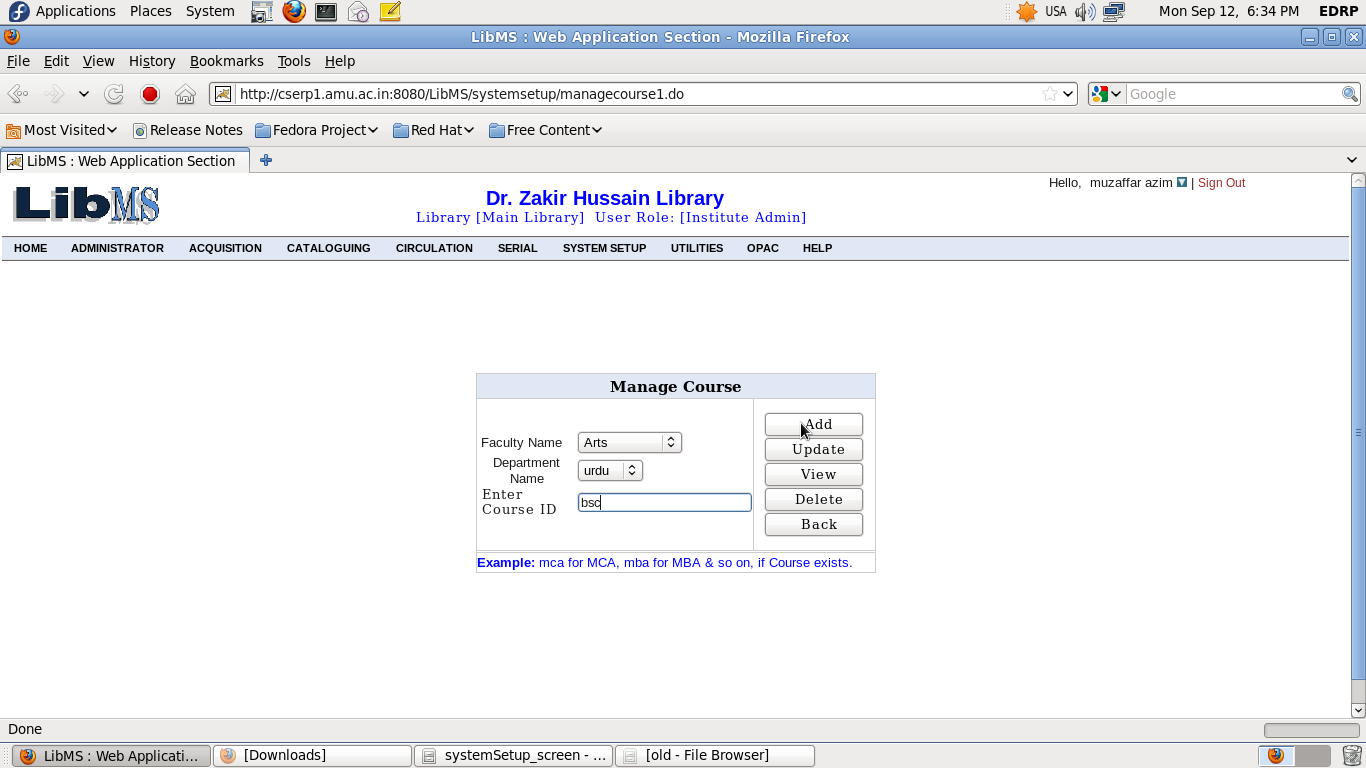 Applications Places System USA Mon Sep 12, 6:34 PM EDRP
LibMS : Web Application Section - Mozilla Firefox
File Edit View History Bookmarks Tools Help
http://cserp1.amu.ac.in:8080/LibMS/systemsetup/managecourse1.do Google
Most Visited Release Notes Fedora Project Red Hat Free Content
LibMS : Web Application Section
Hello, muzaffar azim | Sign Out
LibMS
Dr. Zakir Hussain Library
Library [Main Library] User Role: [Institute Admin]
HOME ADMINISTRATOR ACQUISITION CATALOGUING CIRCULATION SERIAL SYSTEM SETUP UTILITIES OPAC HELP
Manage Course
Faculty Name Arts
Department
Name urdu
Enter
Course ID bsc
Add
Update
View
Delete
Back
Example: mca for MCA, mba for MBA & so on, if Course exists.
Done
LibMS : Web Applicati... [Downloads] systemSetup_screen - ... [old - File Browser]